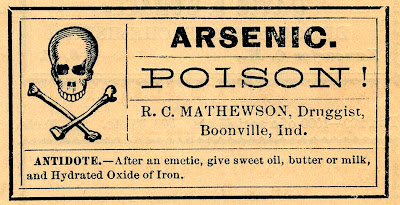 ARSENIC.
POISON!
R. C. MATHEWSON, Druggist,
Boonville, Ind.
ANTIDOTE.—After an emetic, give sweet oil, butter or milk,
and Hydrated Oxide of Iron.